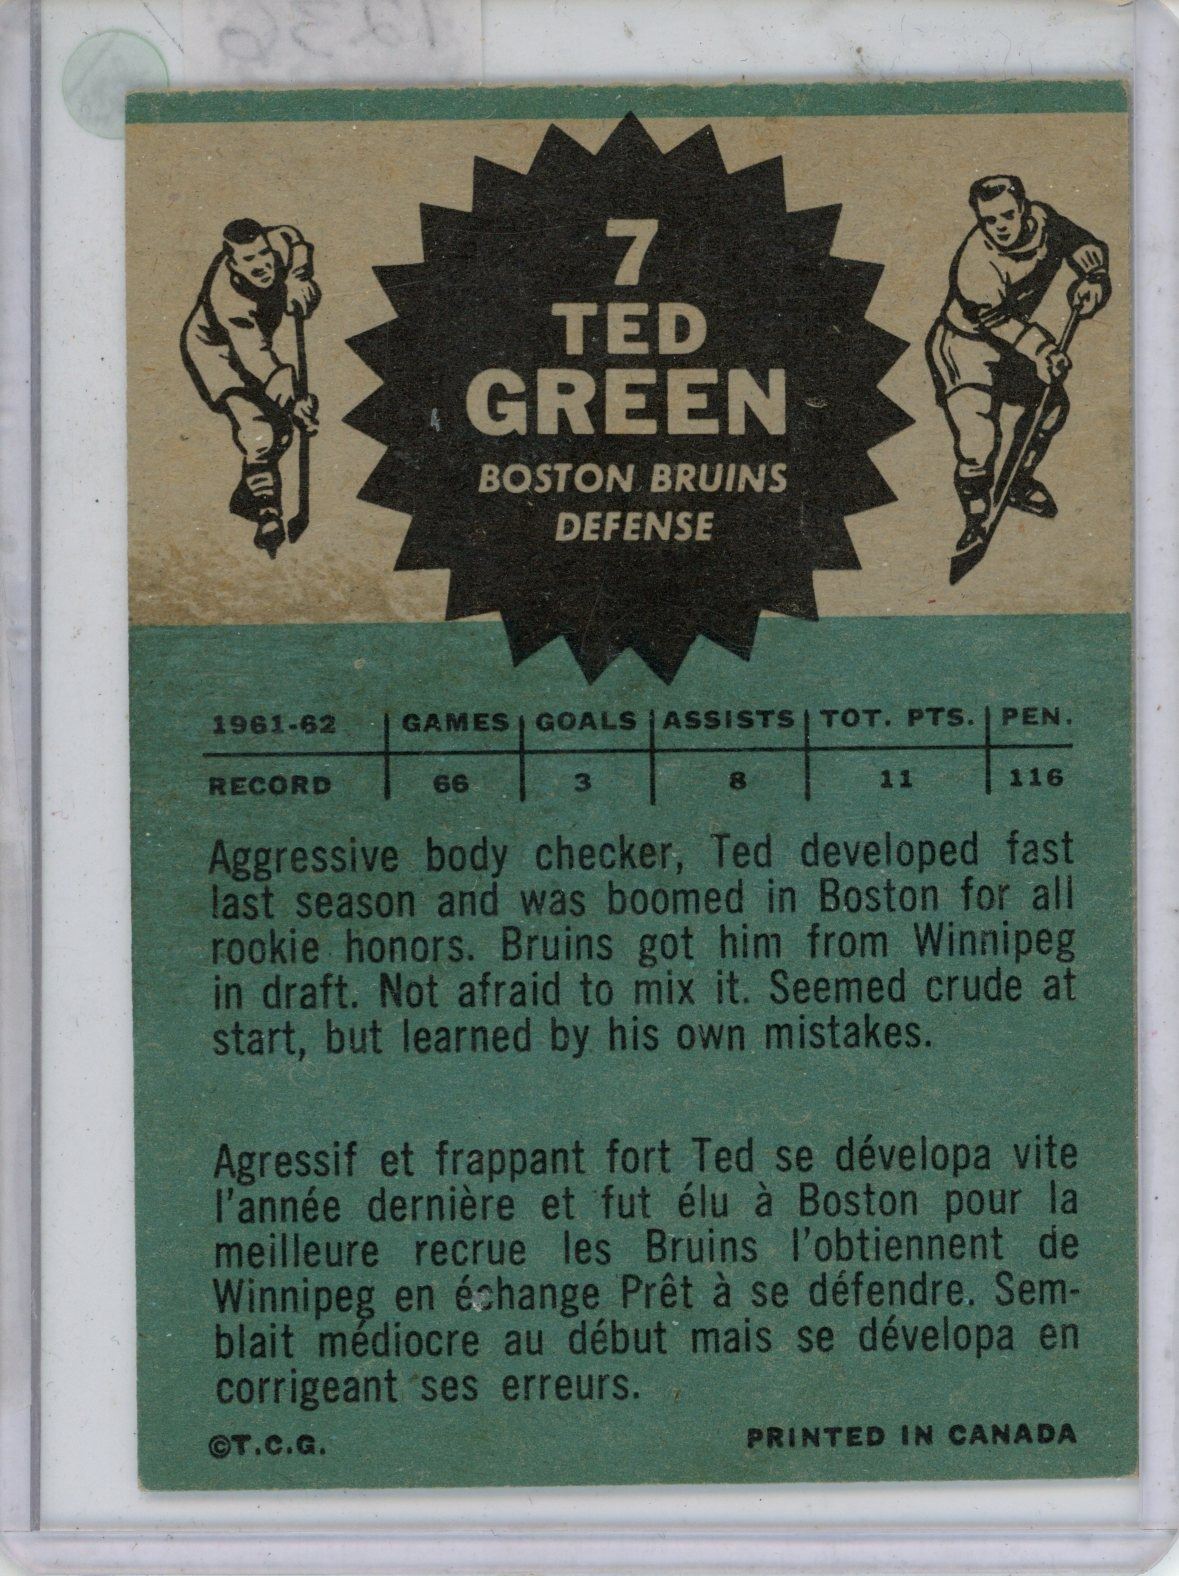 7
TED
GREEN
BOSTON BRUINS
DEFENSE
1961-62 GAMES GOALS ASSISTS TOT. PTS. PEN.
RECORD 66 3 8 11 116
Aggressive body checker, Ted developed fast
last season and was boomed in Boston for all
rookie honors. Bruins got him from Winnipeg
in draft. Not afraid to mix it. Seemed crude at
start, but learned by his own mistakes.
Agressif et frappant fort Ted se dévelopa vite
l'année dernière et fut élu à Boston pour la
meilleure recrue les Bruins l'obtiennent de
Winnipeg en échange Prêt à se défendre. Sem-
blait médiocre au début mais se dévelopa en
corrigeant ses erreurs.
©T.C.G. PRINTED IN CANADA